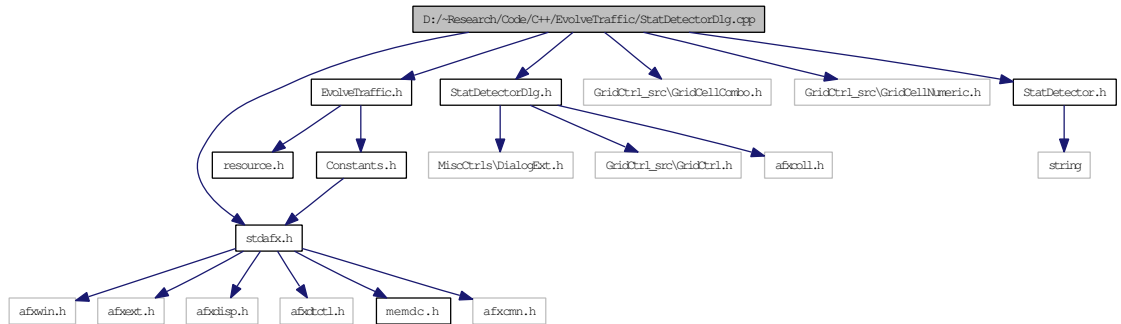 D:/~Research/Code/C++/EvolveTraffic/StatDetectorDlg.cpp
EvolveTraffic.h
StatDetectorDlg.h
GridCtrl_src\GridCellCombo.h
GridCtrl_src\GridCellNumeric.h
StatDetector.h
resource.h
Constants.h
MiscCtrls\DialogExt.h
GridCtrl_src\GridCtrl.h
afxcoll.h
string
stdafx.h
afxwin.h
afxext.h
afxdisp.h
afxdtctl.h
memdc.h
afxcmn.h